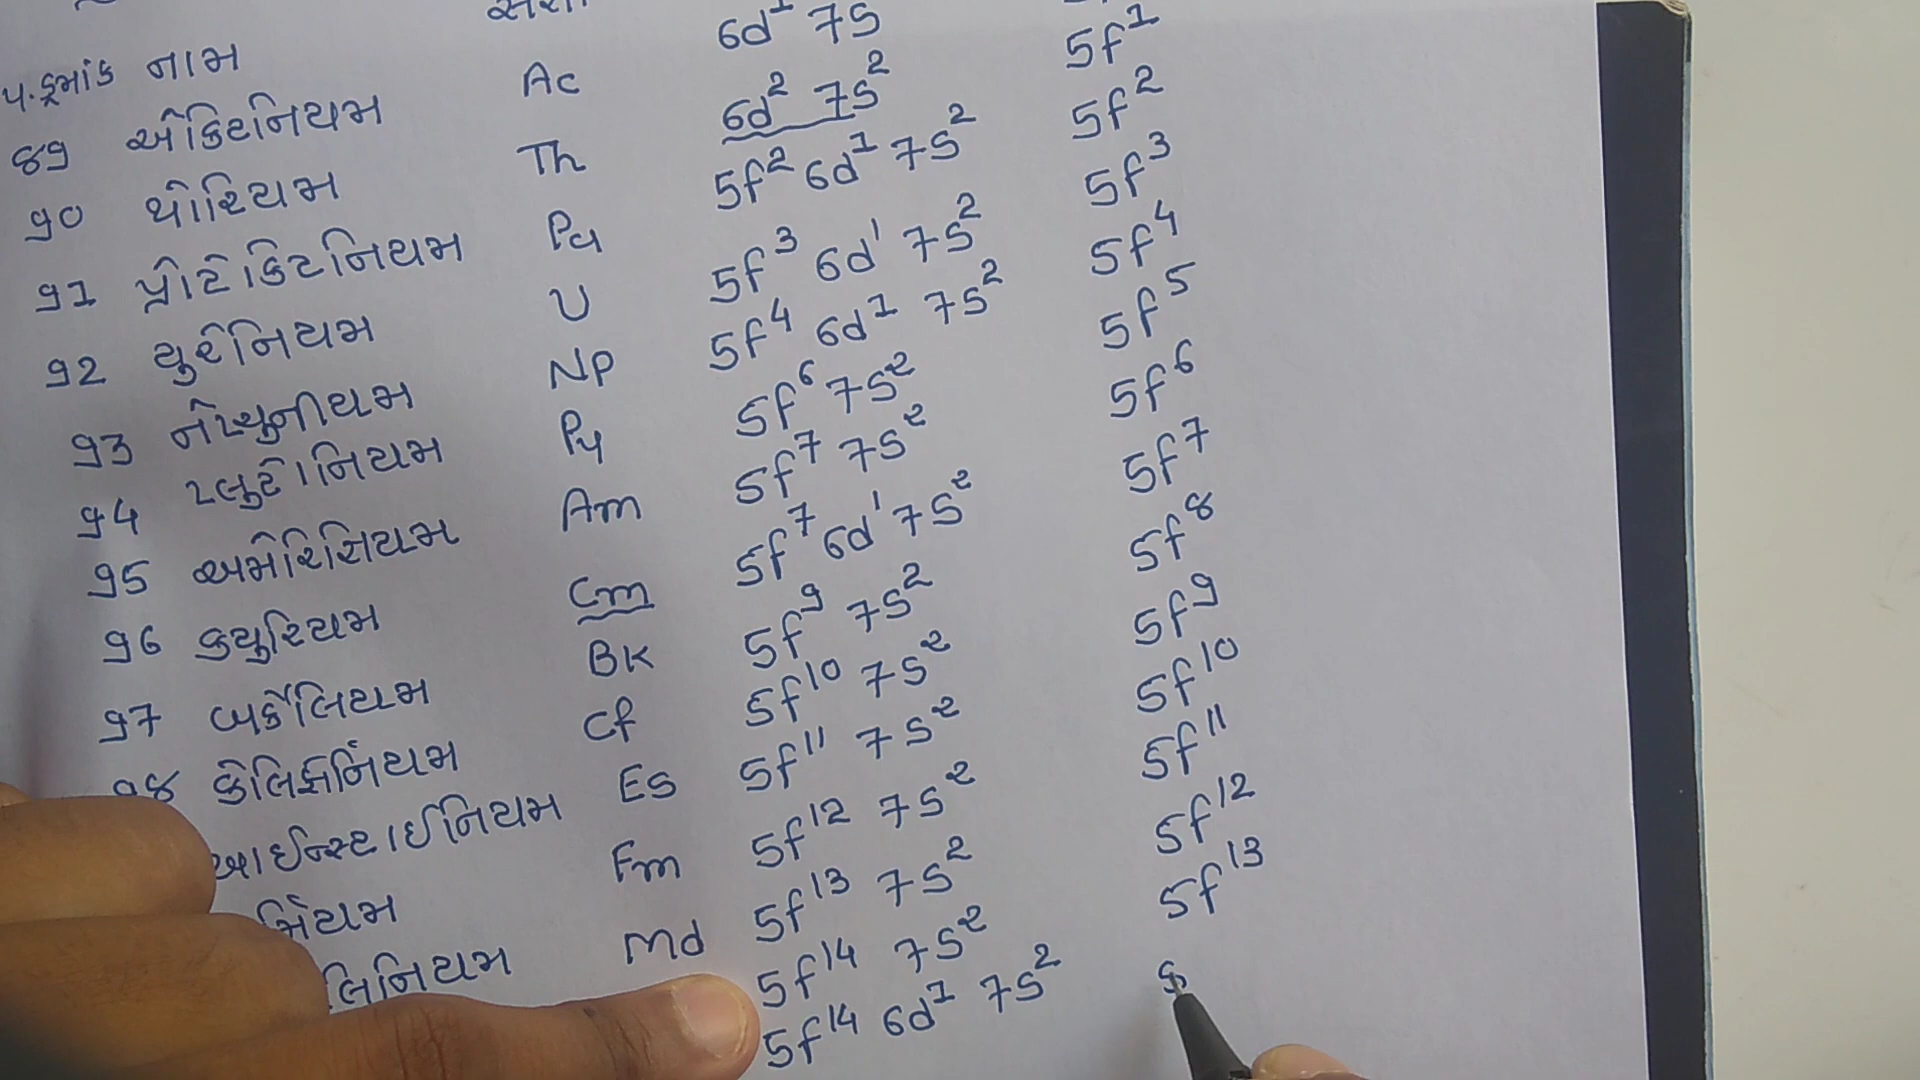 પ.ક્રમાંક નામ 6d¹ 7S
89 ઍક્ટિનિયમ Ac 6d² 7S² 5f¹
90 થોરિયમ Th 5f² 6d¹ 7S² 5f²
91 પ્રોટેક્ટિનિયમ Pa 5f³ 6d¹ 7S² 5f³
92 યુરેનિયમ U 5f⁴ 6d¹ 7S² 5f⁴
93 નેપ્ચુનીયમ NP 5f⁶ 7S² 5f⁵
94 પ્લુટોનિયમ Pu 5f⁷ 7S² 5f⁶
95 અમેરિસિયમ Am 5f⁷ 6d¹ 7S² 5f⁷
96 ક્યુરિયમ Cm 5f⁹ 7S² 5f⁸
97 બર્કેલિયમ BK 5f¹⁰ 7S² 5f⁹
98 કેલિફોર્નિયમ Cf 5f¹¹ 7S² 5f¹⁰
આઈન્સ્ટાઈનિયમ Es 5f¹² 7S² 5f¹¹
Fm 5f¹³ 7S² 5f¹²
Md 5f¹⁴ 7S² 5f¹³
5f¹⁴ 6d¹ 7S²